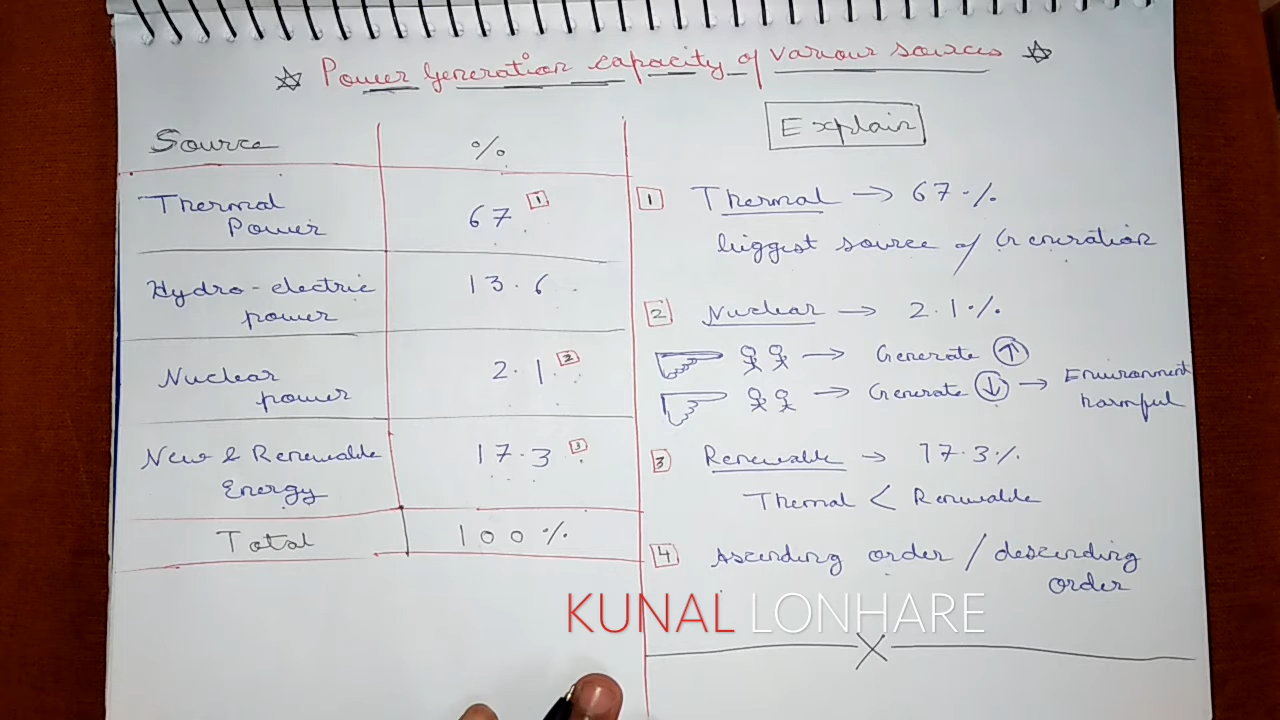 Power Generation capacity of various sources
Source %
Thermal Power 67 1
Hydro-electric power 13.6
Nuclear power 2.1 2
New & Renewable Energy 17.3 3
Total 100%
Explain
1 Thermal → 67%
biggest source of Generation
2 Nuclear → 2.1%
→ Generate ↑
→ Generate ↓ → Environment harmful
3 Renewable → 17.3%
Thermal < Renewable
4 Ascending order / descending order
KUNAL LONHARE